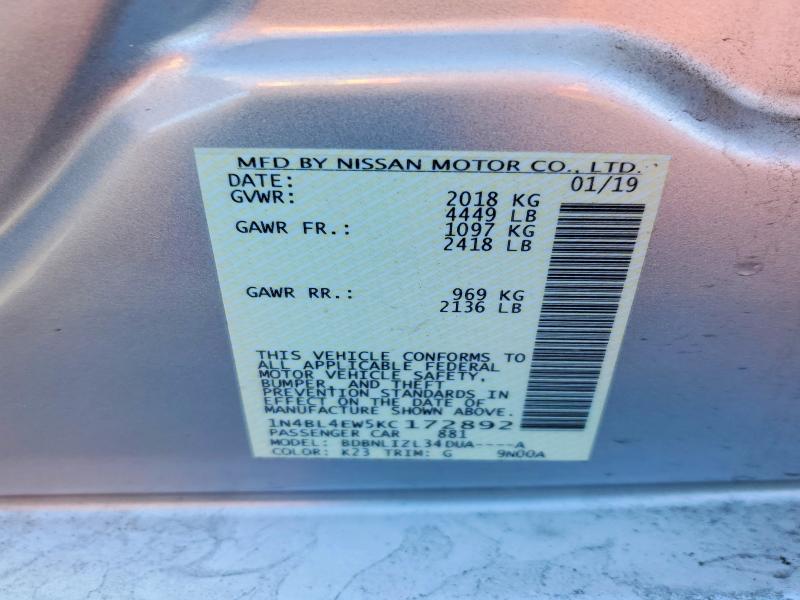 MFD BY NISSAN MOTOR CO., LTD.
DATE: 01/19
GVWR: 2018 KG
4449 LB
GAWR FR.: 1097 KG
2418 LB
GAWR RR.: 969 KG
2136 LB
THIS VEHICLE CONFORMS TO
ALL APPLICABLE FEDERAL
MOTOR VEHICLE SAFETY,
BUMPER, AND THEFT
PREVENTION STANDARDS IN
EFFECT ON THE DATE OF
MANUFACTURE SHOWN ABOVE.
1N4BL4EW5KC172892
PASSENGER CAR 881
MODEL: BDBNLIZL34DUA----A
COLOR: K23 TRIM: G 9N00A